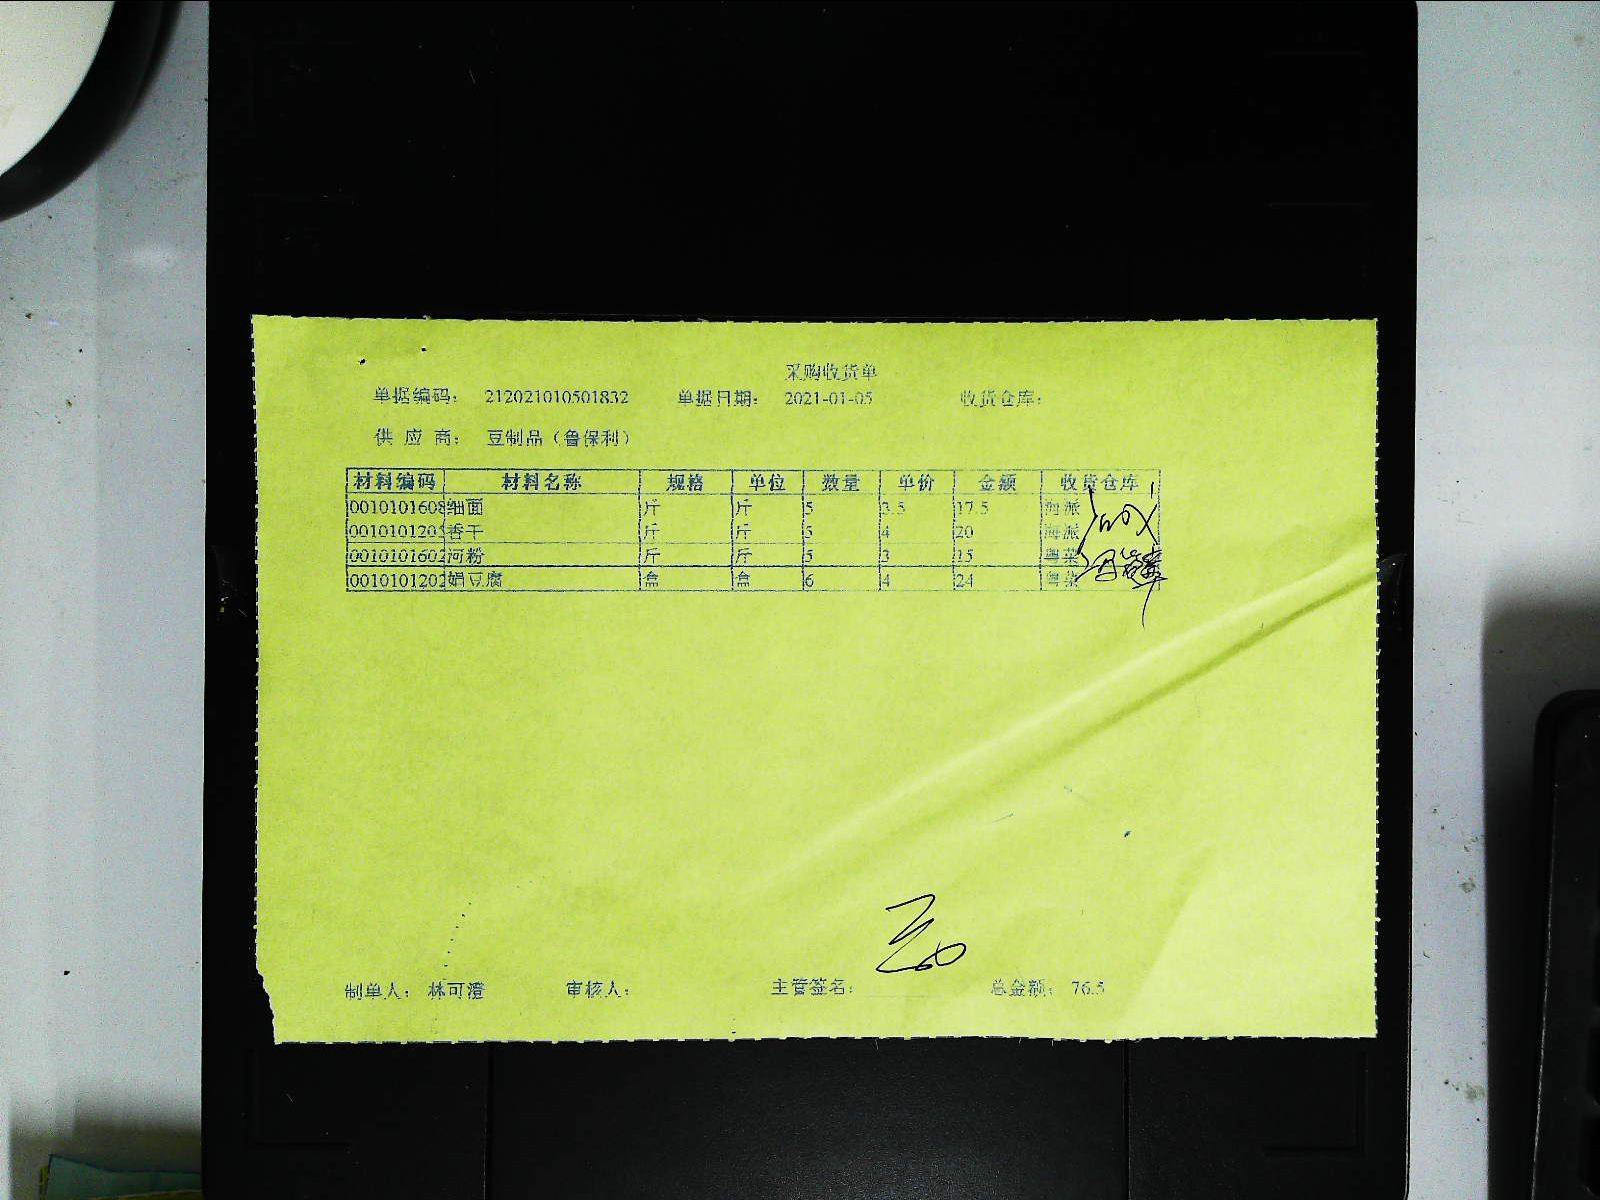 采购收货单
单据编码： 212021010501832 单据日期： 2021-01-05 收货仓库：
供 应 商： 豆制品（鲁保利）
材料编码 材料名称 规格 单位 数量 单价 金额 收货仓库
0010101608 细面 斤 斤 5 3.5 17.5 海派
0010101205 香干 斤 斤 5 4 20 海派
0010101602 河粉 斤 斤 5 3 15 粤菜
0010101202 娟豆腐 盒 盒 6 4 24 粤菜
制单人： 林可澄 审核人： 主管签名： 总金额： 76.5